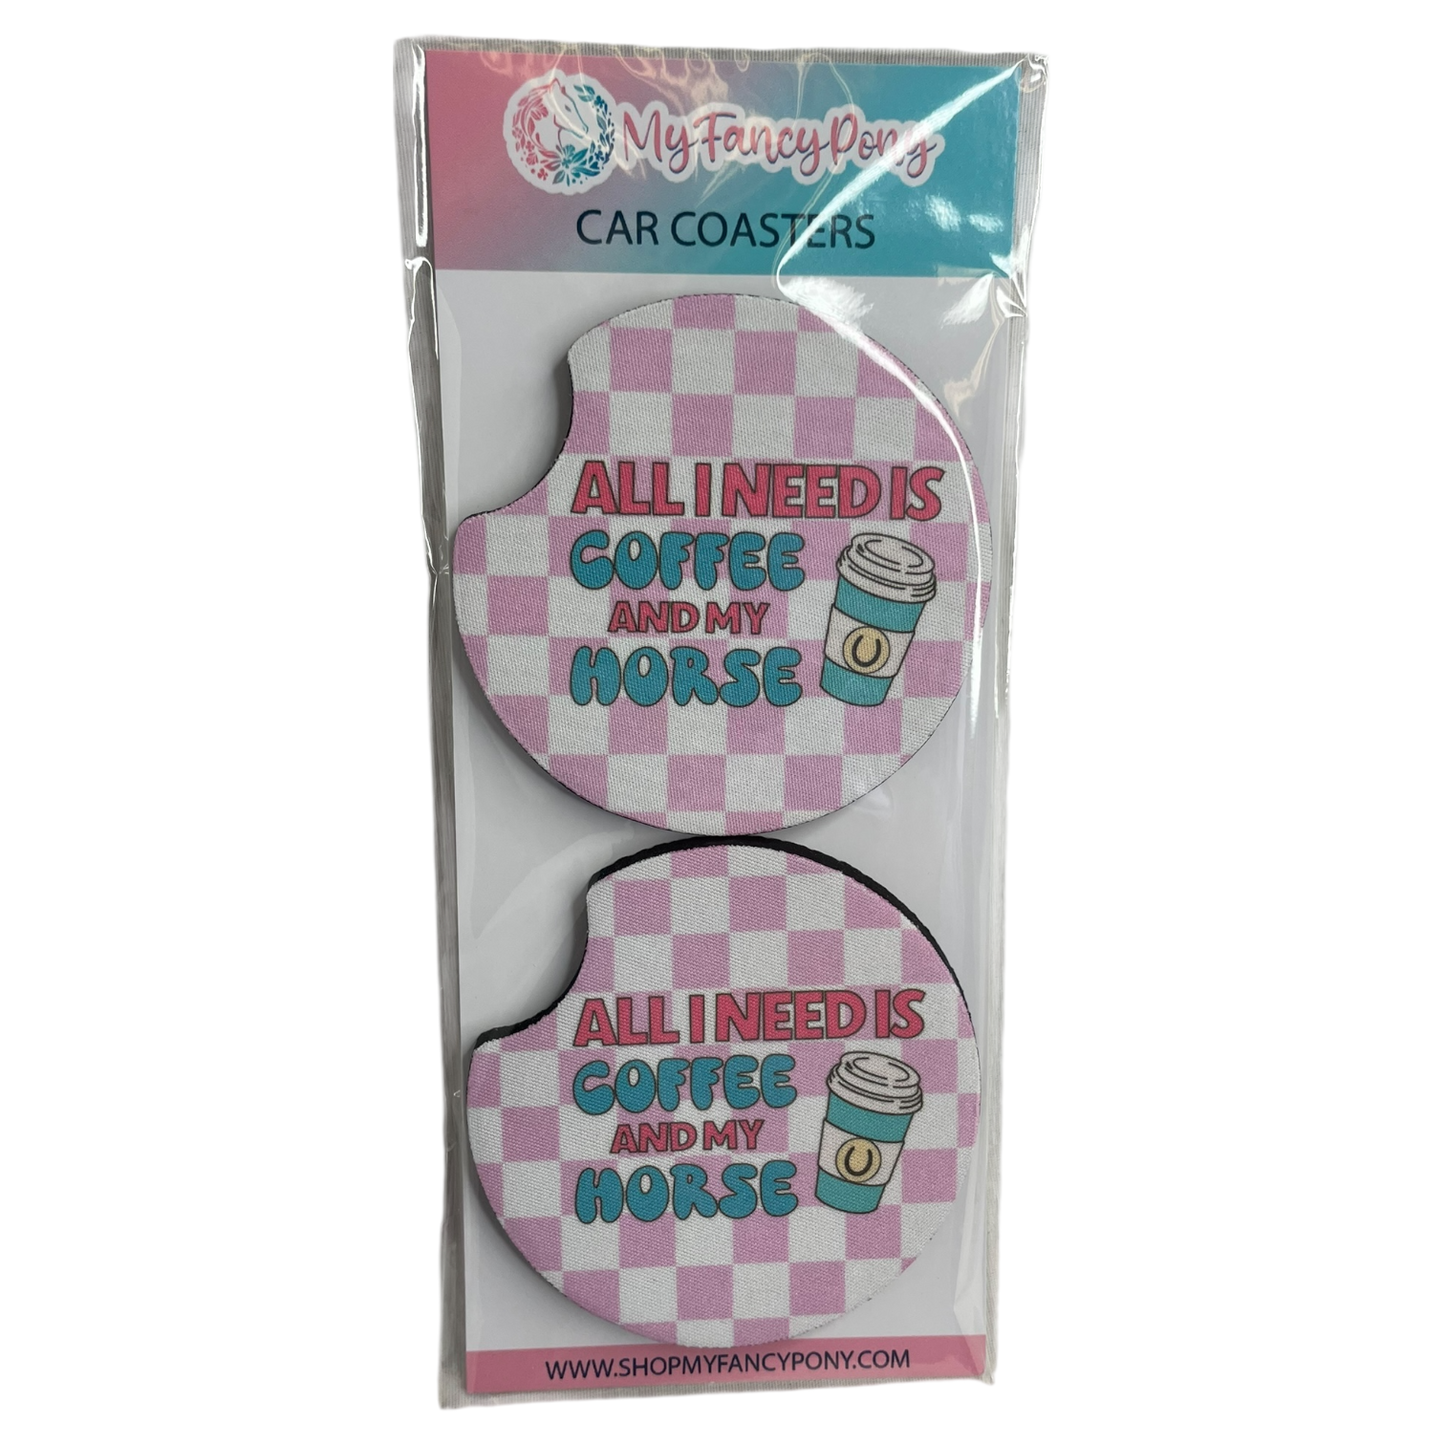 MyFancyPony
CAR COASTERS
ALL I NEED IS
COFFEE
AND MY
HORSE
ALL I NEED IS
COFFEE
AND MY
HORSE
WWW.SHOPMYFANCYPONY.COM